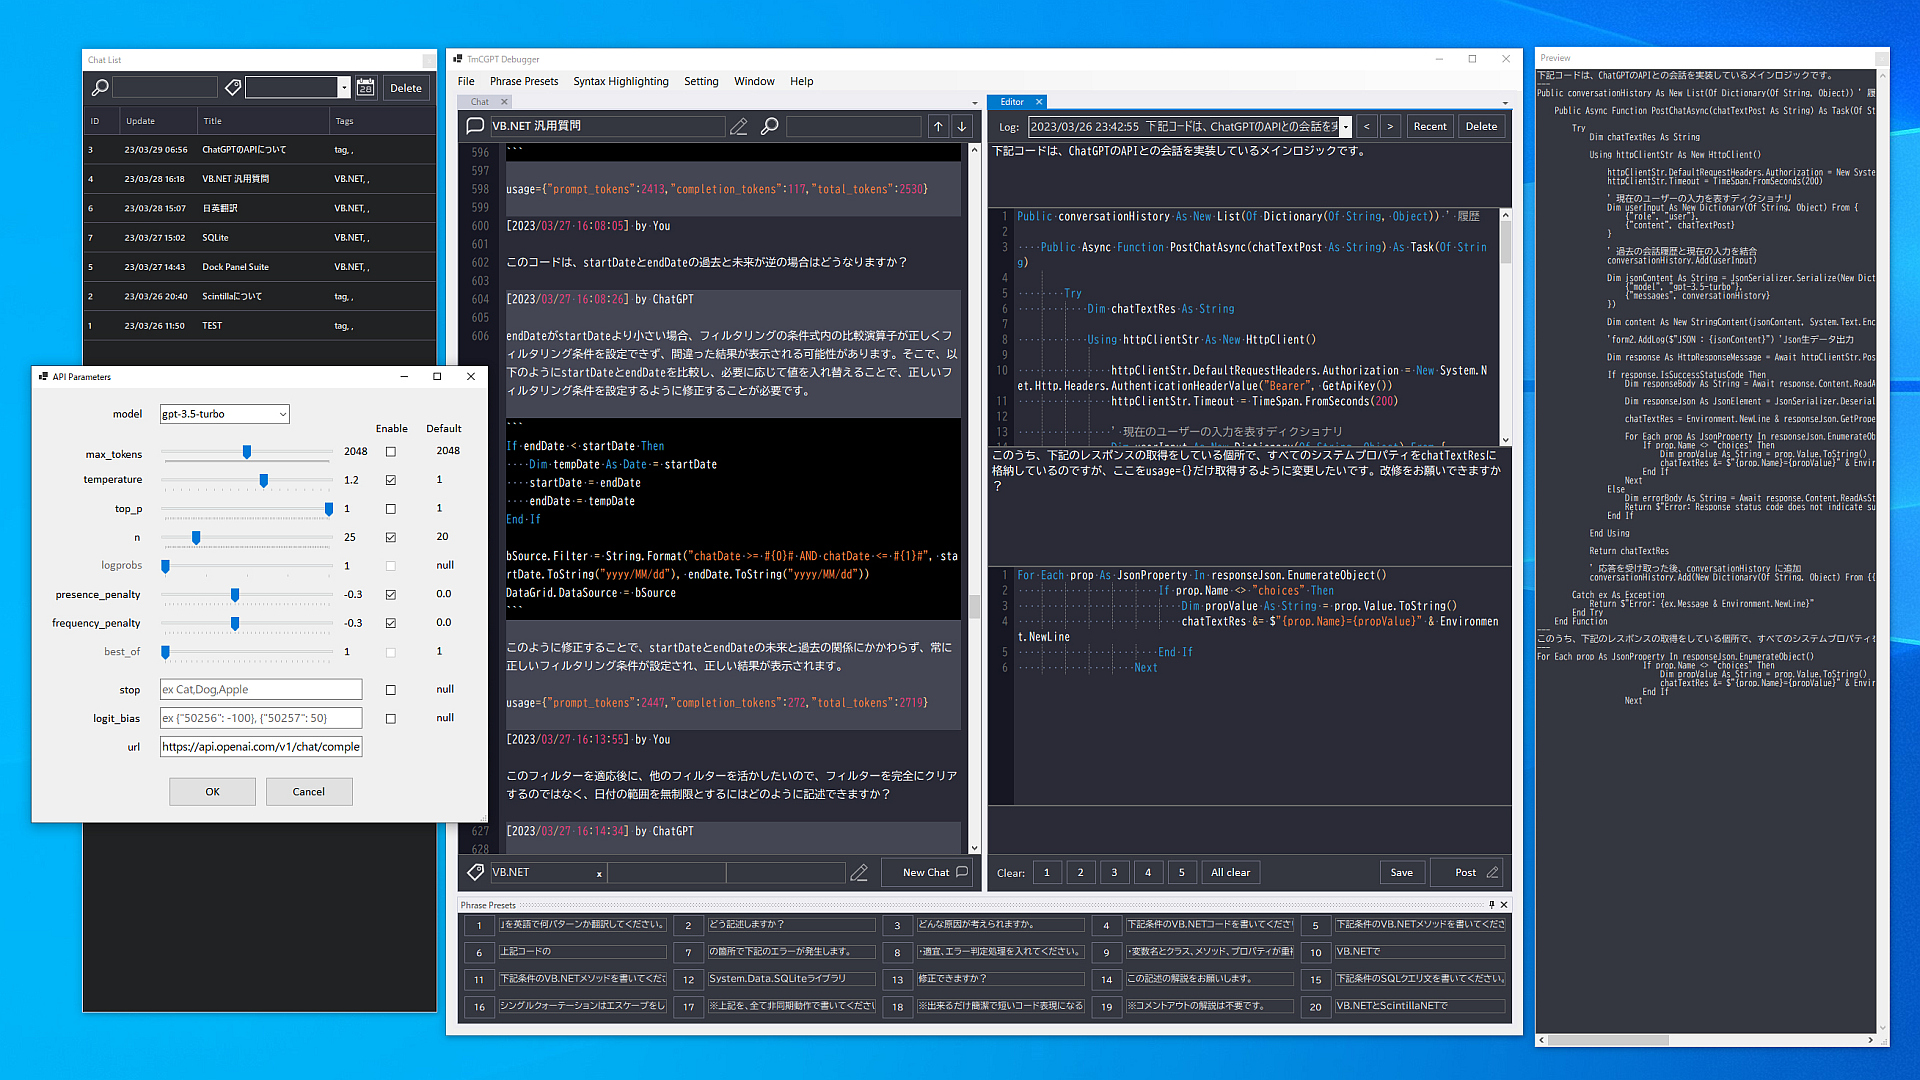 Chat List
28
Delete
ID Update Title Tags
3 23/03/29 06:56 ChatGPTのAPIについて tag, ,
4 23/03/28 16:18 VB.NET 汎用質問 VB.NET, ,
6 23/03/28 15:07 日英翻訳 VB.NET, ,
7 23/03/27 15:02 SQLite VB.NET, ,
5 23/03/27 14:43 Dock Panel Suite VB.NET, ,
2 23/03/26 20:40 Scintillaについて tag, ,
1 23/03/26 11:50 TEST tag, ,
API Parameters
model gpt-3.5-turbo
Enable Default
max_tokens 2048 2048
temperature 1.2 1
top_p 1 1
n 25 20
logprobs 1 null
presence_penalty -0.3 0.0
frequency_penalty -0.3 0.0
best_of 1 1
stop ex Cat,Dog,Apple null
logit_bias ex {"50256": -100}, {"50257": 50} null
url https://api.openai.com/v1/chat/comple
OK Cancel
TmCGPT Debugger
File Phrase Presets Syntax Highlighting Setting Window Help
Chat
VB.NET 汎用質問
596 ```
597
598 usage={"prompt_tokens":2413,"completion_tokens":117,"total_tokens":2530}
599
600 [2023/03/27 16:08:05] by You
601
602 このコードは、startDateとendDateの過去と未来が逆の場合はどうなりますか？
603
604 [2023/03/27 16:08:26] by ChatGPT
605
606 endDateがstartDateより小さい場合、フィルタリングの条件式内の比較演算子が正しくフ
ィルタリング条件を設定できず、間違った結果が表示される可能性があります。そこで、以
下のようにstartDateとendDateを比較し、必要に応じて値を入れ替えることで、正しいフ
ィルタリング条件を設定するように修正することが必要です。
```
If endDate < startDate Then
Dim tempDate As Date = startDate
startDate = endDate
endDate = tempDate
End If
bSource.Filter = String.Format("chatDate >= #{0}# AND chatDate <= #{1}#", sta
rtDate.ToString("yyyy/MM/dd"), endDate.ToString("yyyy/MM/dd"))
DataGrid.DataSource = bSource
```
このように修正することで、startDateとendDateの未来と過去の関係にかかわらず、常に
正しいフィルタリング条件が設定され、正しい結果が表示されます。
usage={"prompt_tokens":2447,"completion_tokens":272,"total_tokens":2719}
[2023/03/27 16:13:55] by You
このフィルターを適応後に、他のフィルターを活かしたいので、フィルターを完全にクリア
するのではなく、日付の範囲を無制限とするにはどのように記述できますか？
627 [2023/03/27 16:14:34] by ChatGPT
628
VB.NET x
New Chat
Editor
Log: 2023/03/26 23:42:55 下記コードは、ChatGPTのAPIとの会話を実 < > Recent Delete
下記コードは、ChatGPTのAPIとの会話を実装しているメインロジックです。
1 Public conversationHistory As New List(Of Dictionary(Of String, Object)) ' 履歴
2
3 Public Async Function PostChatAsync(chatTextPost As String) As Task(Of Strin
g)
4
5 Try
6 Dim chatTextRes As String
7
8 Using httpClientStr As New HttpClient()
9
10 httpClientStr.DefaultRequestHeaders.Authorization = New System.N
et.Http.Headers.AuthenticationHeaderValue("Bearer", GetApiKey())
11 httpClientStr.Timeout = TimeSpan.FromSeconds(200)
12
13 ' 現在のユーザーの入力を表すディクショナリ
このうち、下記のレスポンスの取得をしている個所で、すべてのシステムプロパティをchatTextResに
格納しているのですが、ここをusage={}だけ取得するように変更したいです。改修をお願いできますか
？
1 For Each prop As JsonProperty In responseJson.EnumerateObject()
2 If prop.Name <> "choices" Then
3 Dim propValue As String = prop.Value.ToString()
4 chatTextRes &= $"{prop.Name}={propValue}" & Environmen
t.NewLine
5 End If
6 Next
Clear: 1 2 3 4 5 All clear Save Post
Phrase Presets
1 」を英語で何パターンか翻訳してください。 2 どう記述しますか？ 3 どんな原因が考えられますか。 4 下記条件のVB.NETコードを書いてくださ 5 下記条件のVB.NETメソッドを書いてくださ
6 上記コードの 7 の箇所で下記のエラーが発生します。 8 ・適宜、エラー判定処理を入れてください。 9 ・変数名とクラス、メソッド、プロパティが重 10 VB.NETで
11 下記条件のVB.NETメソッドを書いてくださ 12 System.Data.SQLiteライブラリ 13 修正できますか？ 14 この記述の解説をお願いします。 15 下記条件のSQLクエリ文を書いてください。
16 シングルクォーテーションはエスケープをし 17 ※上記を、全て非同期動作で書いてください 18 ※出来るだけ簡潔で短いコード表現になる 19 ※コメントアウトの解説は不要です。 20 VB.NETとScintillaNETで
Preview
下記コードは、ChatGPTのAPIとの会話を実装しているメインロジックです。
---
Public conversationHistory As New List(Of Dictionary(Of String, Object)) ' 履
Public Async Function PostChatAsync(chatTextPost As String) As Task(Of St
Try
Dim chatTextRes As String
Using httpClientStr As New HttpClient()
httpClientStr.DefaultRequestHeaders.Authorization = New Syste
httpClientStr.Timeout = TimeSpan.FromSeconds(200)
' 現在のユーザーの入力を表すディクショナリ
Dim userInput As New Dictionary(Of String, Object) From {
{"role", "user"},
{"content", chatTextPost}
}
' 過去の会話履歴と現在の入力を結合
conversationHistory.Add(userInput)
Dim jsonContent As String = JsonSerializer.Serialize(New Dict
{"model", "gpt-3.5-turbo"},
{"messages", conversationHistory}
})
Dim content As New StringContent(jsonContent, System.Text.Enc
'form2.AddLog($"JSON : {jsonContent}") 'Json生データ出力
Dim response As HttpResponseMessage = Await httpClientStr.Pos
If response.IsSuccessStatusCode Then
Dim responseBody As String = Await response.Content.ReadA
Dim responseJson As JsonElement = JsonSerializer.Deserial
chatTextRes = Environment.NewLine & responseJson.GetPrope
For Each prop As JsonProperty In responseJson.EnumerateOb
If prop.Name <> "choices" Then
Dim propValue As String = prop.Value.ToString()
chatTextRes &= $"{prop.Name}={propValue}" & Envir
End If
Next
Else
Dim errorBody As String = Await response.Content.ReadAsSt
Return $"Error: Response status code does not indicate su
End If
End Using
Return chatTextRes
' 応答を受け取った後、conversationHistory に追加
conversationHistory.Add(New Dictionary(Of String, Object) From {{
Catch ex As Exception
Return $"Error: {ex.Message & Environment.NewLine}"
End Try
End Function
---
このうち、下記のレスポンスの取得をしている個所で、すべてのシステムプロパティを
---
For Each prop As JsonProperty In responseJson.EnumerateObject()
If prop.Name <> "choices" Then
Dim propValue As String = prop.Value.ToString()
chatTextRes &= $"{prop.Name}={propValue}" & Envir
End If
Next